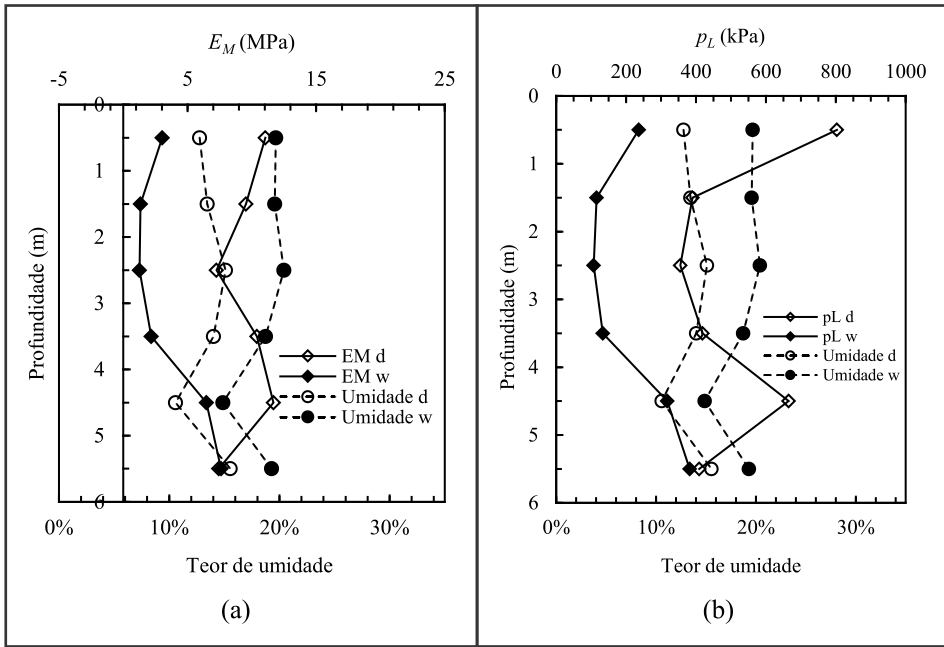 E_M (MPa)
-5 5 15 25
0
1
2
3
4
5
6
Profundidade (m)
EM d
EM w
Umidade d
Umidade w
0% 10% 20% 30%
Teor de umidade
(a)
p_L (kPa)
0 200 400 600 800 1000
0
1
2
3
4
5
6
Profundidade (m)
pL d
pL w
Umidade d
Umidade w
0% 10% 20% 30%
Teor de umidade
(b)